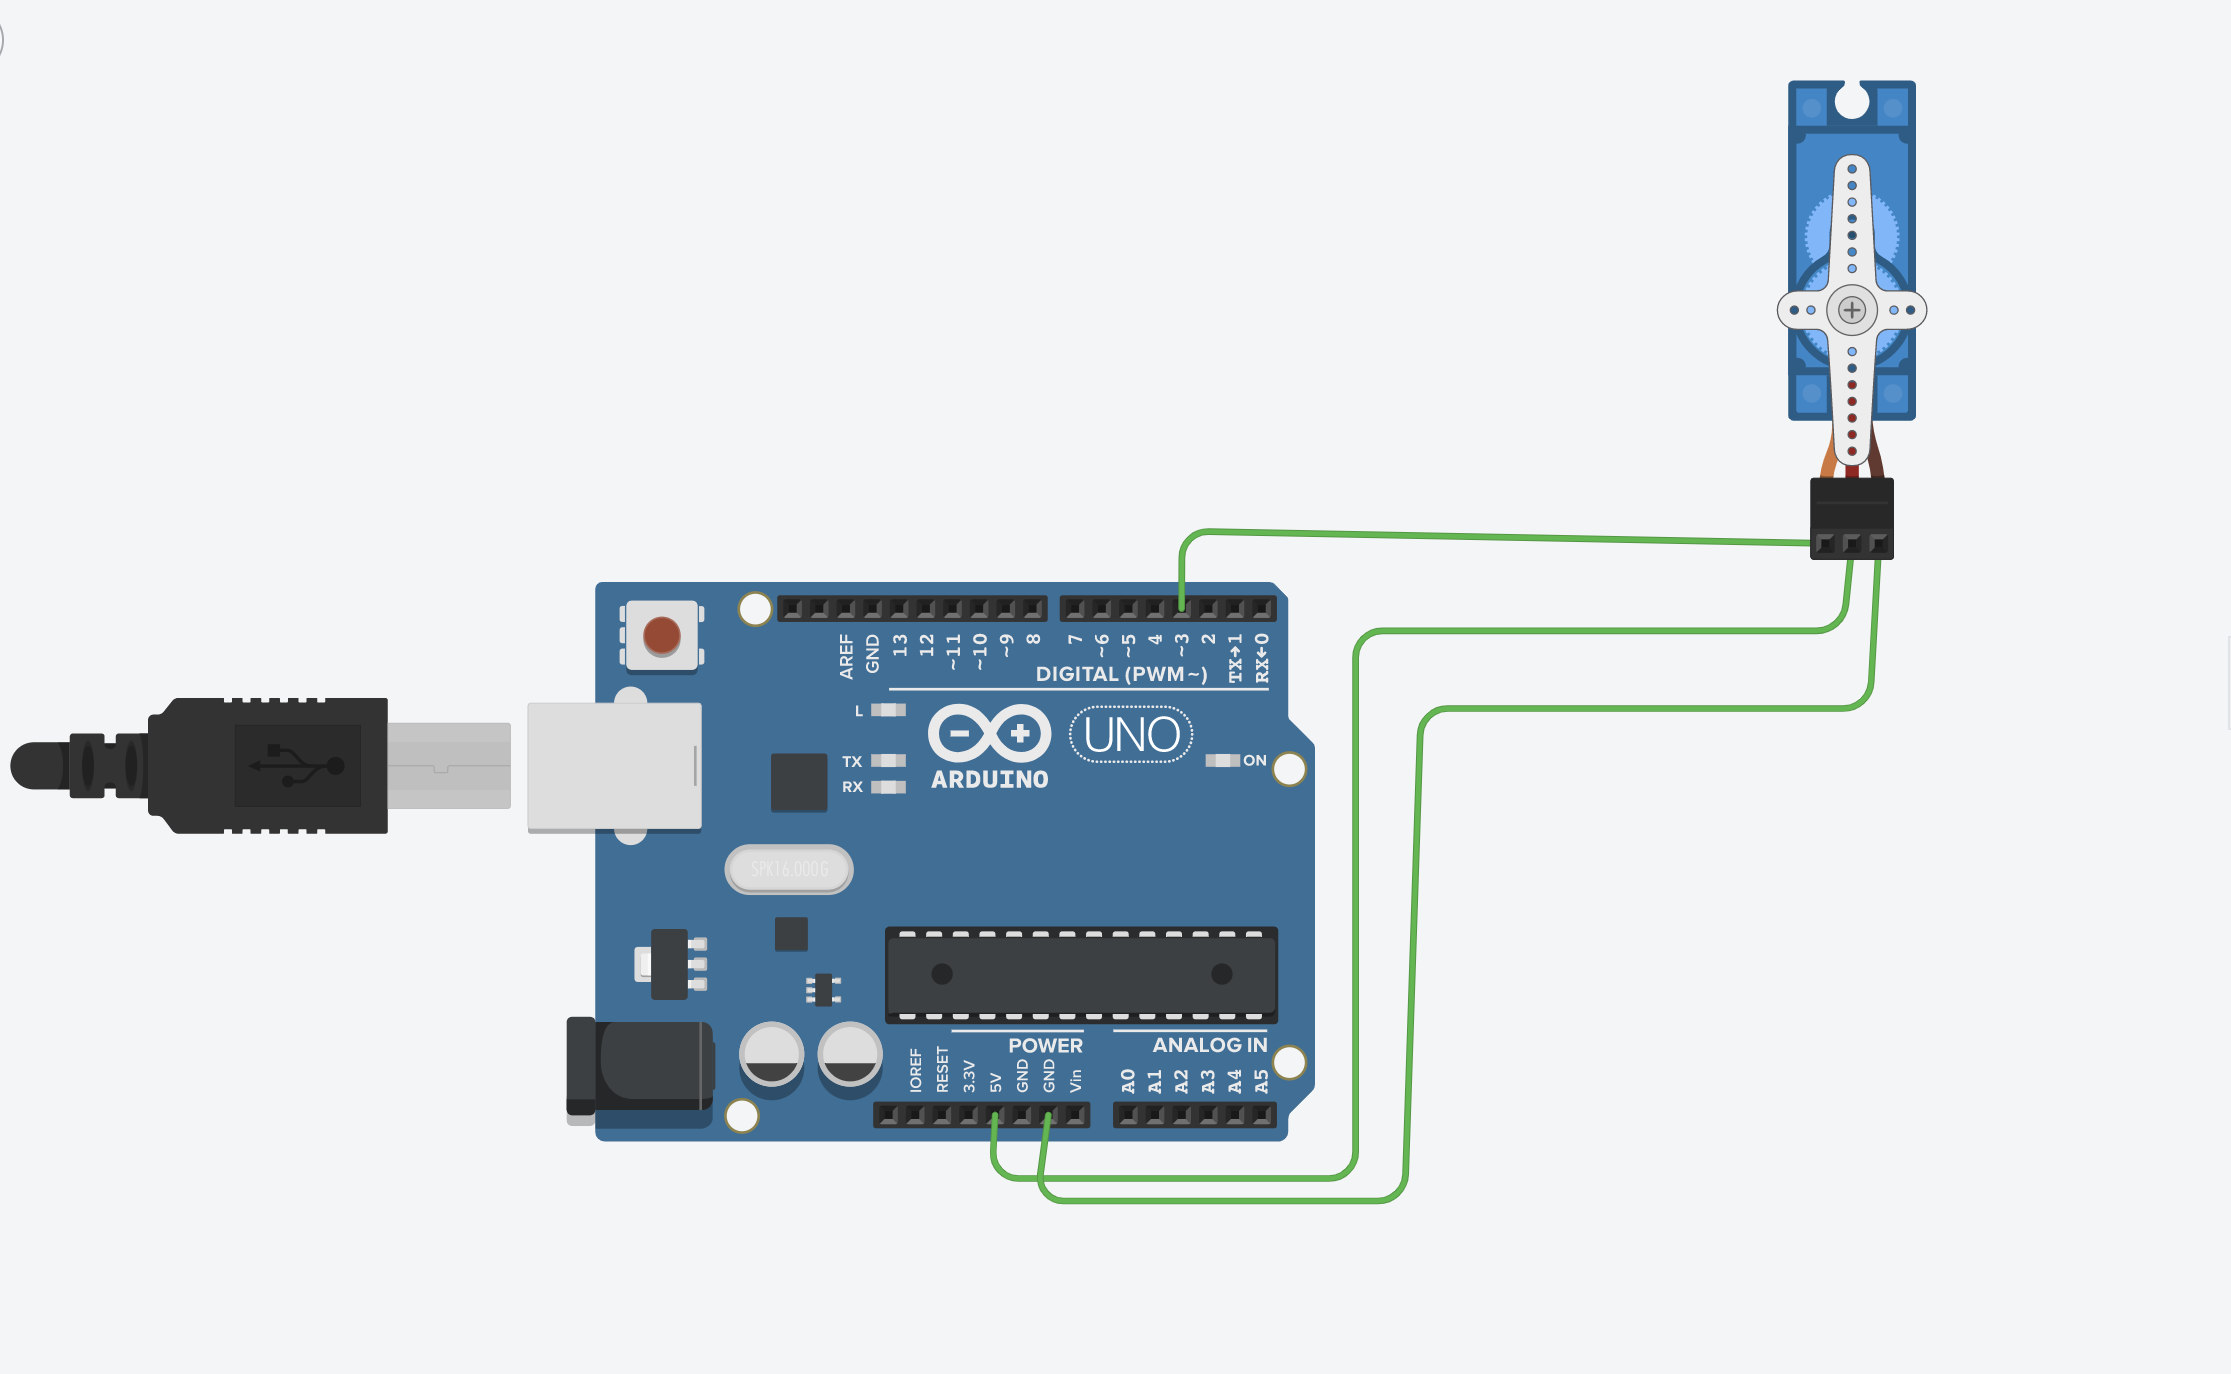 AREF
GND
13
12
~11
~10
~9
8
7
~6
~5
4
~3
2
TX→1
RX←0
DIGITAL (PWM~)
L
TX
RX
ARDUINO
UNO
ON
SPK16.000G
POWER
ANALOG IN
IOREF
RESET
3.3V
5V
GND
GND
Vin
A0
A1
A2
A3
A4
A5